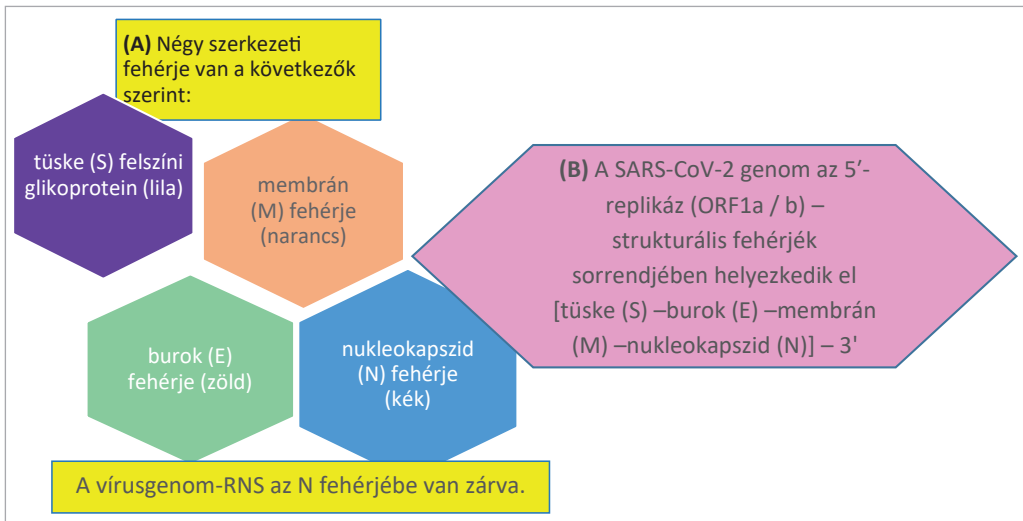 (A) Négy szerkezeti
fehérje van a következők
szerint:
tüske (S) felszíni
glikoprotein (lila)
membrán
(M) fehérje
(narancs)
burok (E)
fehérje (zöld)
nukleokapszid
(N) fehérje
(kék)
A vírusgenom-RNS az N fehérjébe van zárva.
(B) A SARS-CoV-2 genom az 5′-
replikáz (ORF1a / b) –
strukturális fehérjék
sorrendjében helyezkedik el
[tüske (S) –burok (E) –membrán
(M) –nukleokapszid (N)] – 3'